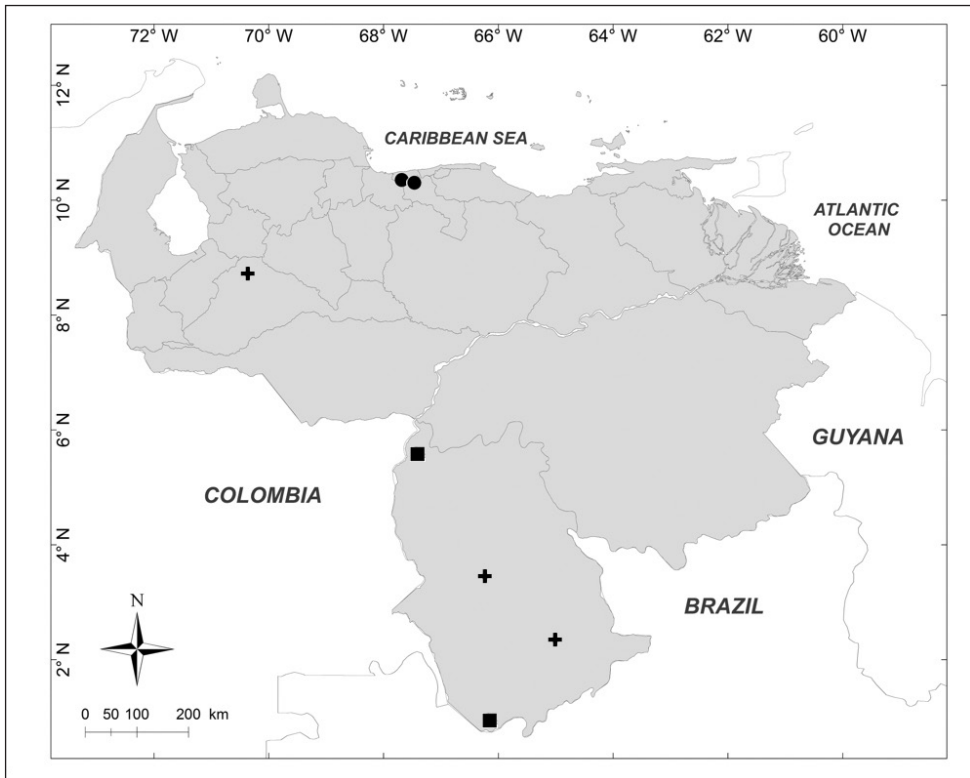 72° W 70° W 68° W 66° W 64° W 62° W 60° W
12° N
CARIBBEAN SEA
10° N
ATLANTIC
OCEAN
8° N
6° N
GUYANA
COLOMBIA
4° N
BRAZIL
N
2° N
0 50 100 200 km